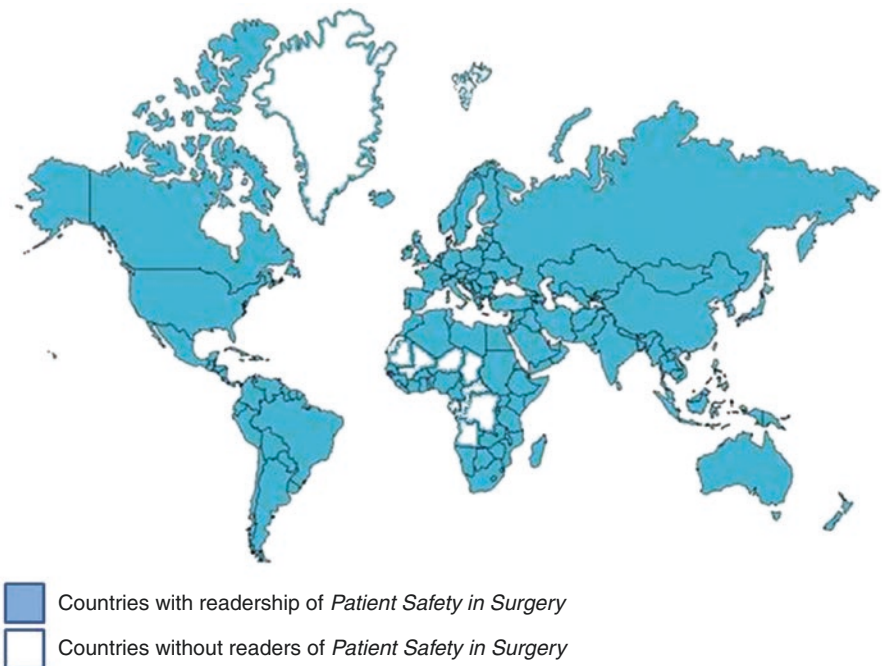 Countries with readership of Patient Safety in Surgery
Countries without readers of Patient Safety in Surgery